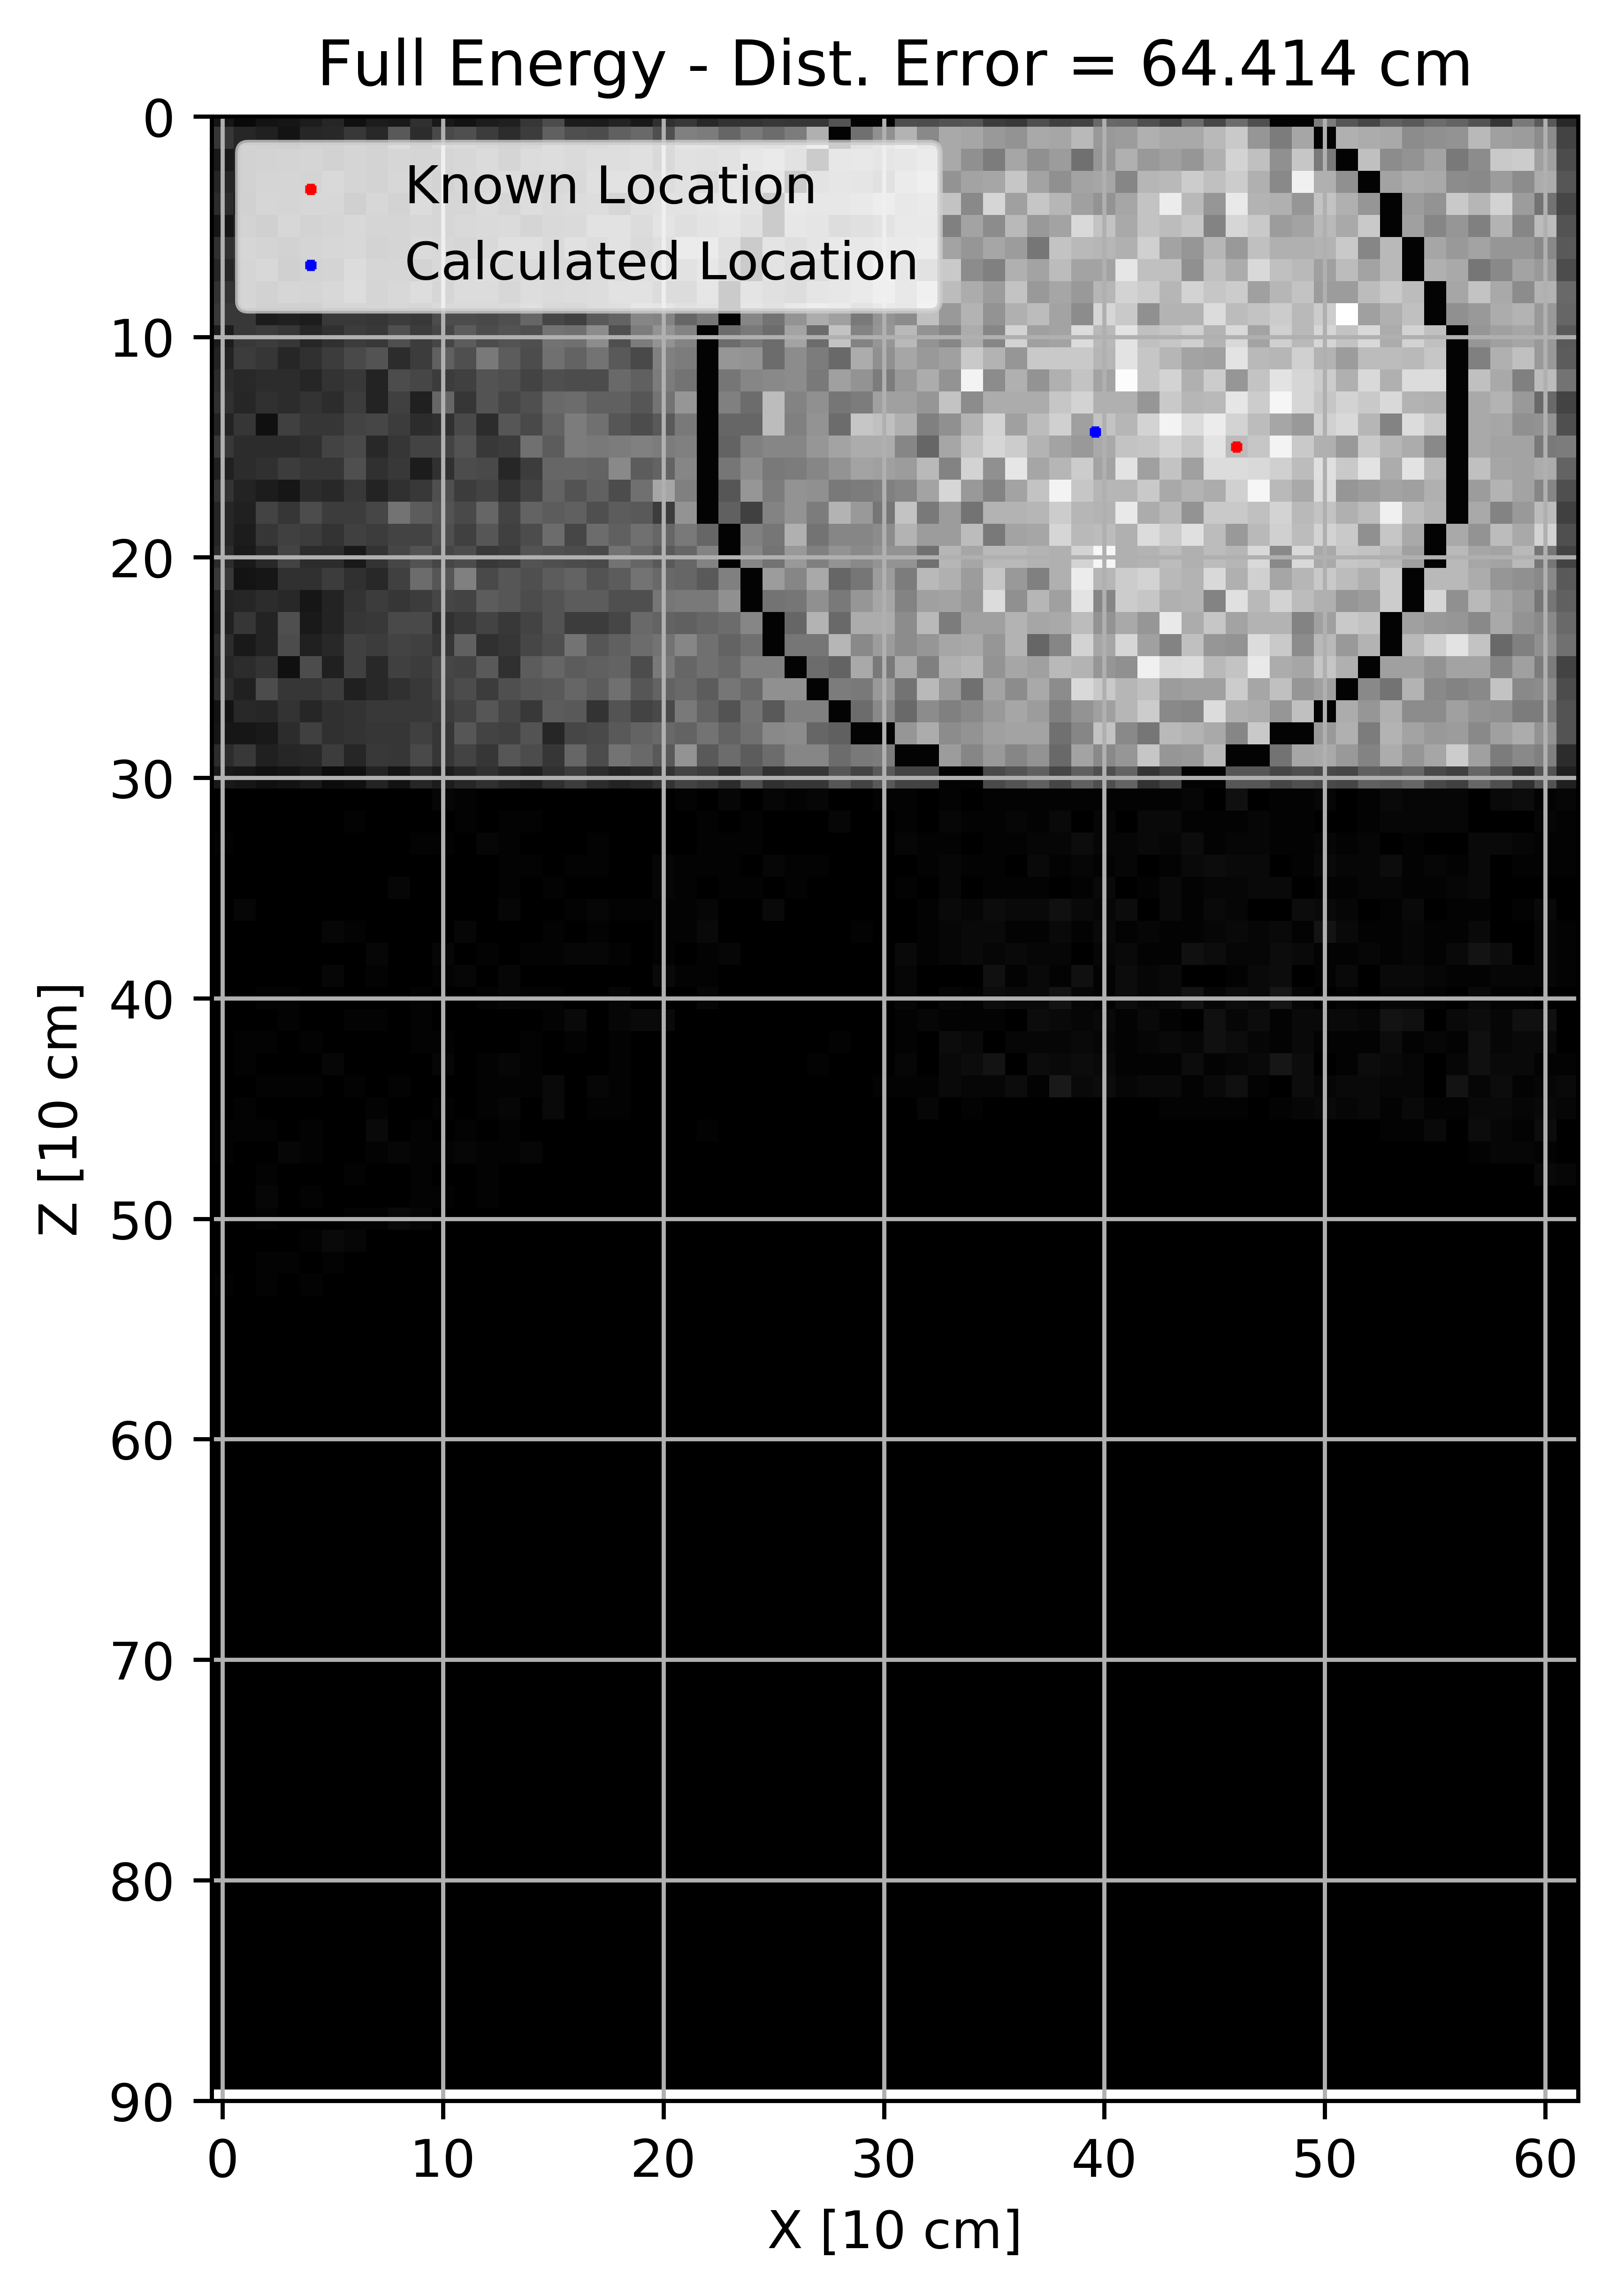 Full Energy - Dist. Error = 64.414 cm
Known Location
Calculated Location
0
10
20
30
40
50
60
70
80
90
Z [10 cm]
0 10 20 30 40 50 60
X [10 cm]